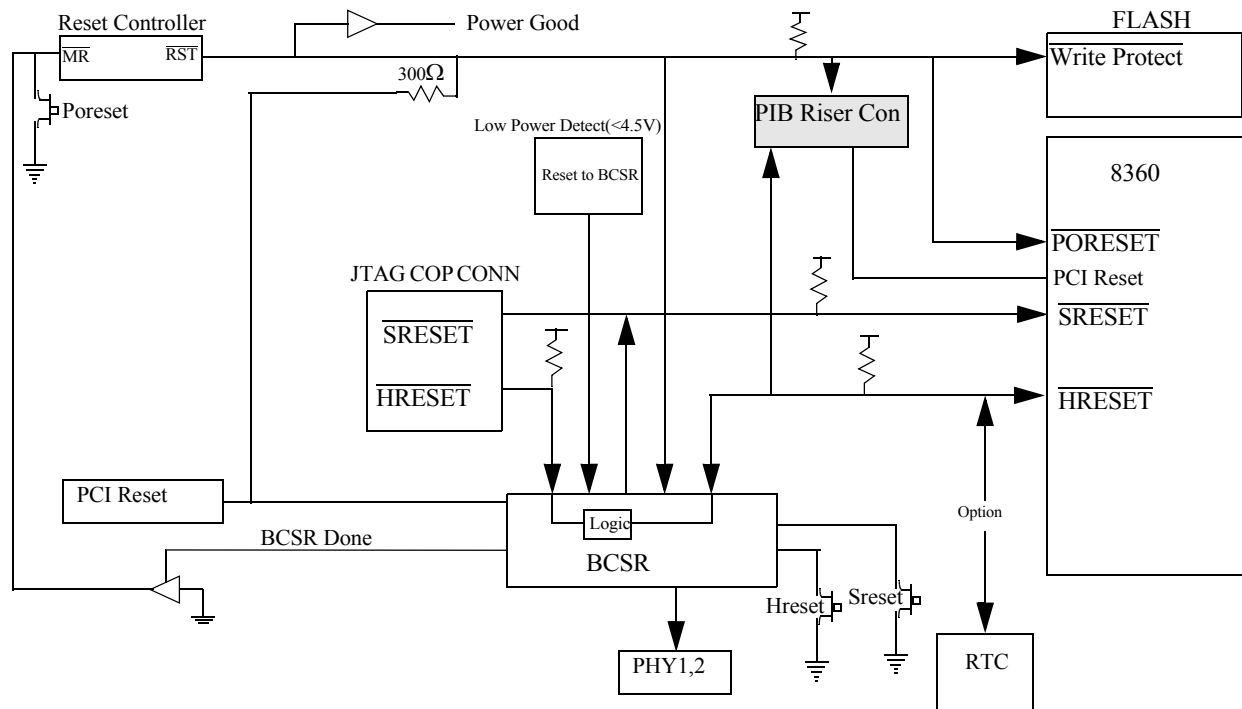 Reset Controller
Power Good
FLASH
MR
RST
Write Protect
300Ω
Poreset
PIB Riser Con
Low Power Detect(<4.5V)
Reset to BCSR
8360
PORESET
JTAG COP CONN
PCI Reset
SRESET
SRESET
HRESET
HRESET
PCI Reset
Logic
Option
BCSR Done
BCSR
Hreset
Sreset
PHY1,2
RTC